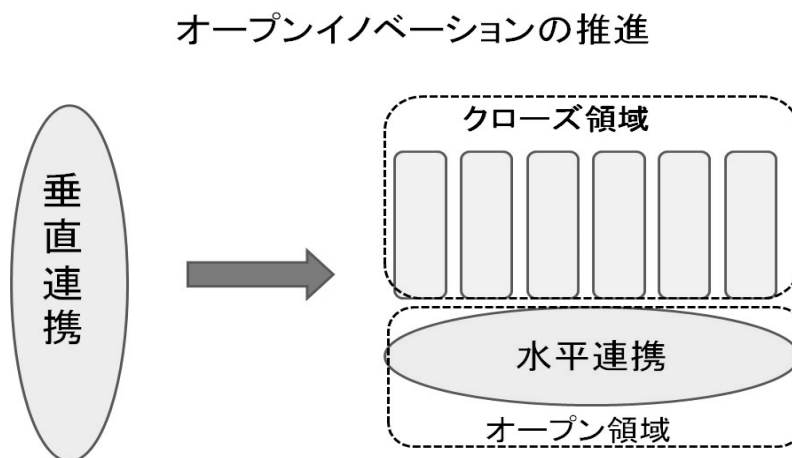 オープンイノベーションの推進
垂直連携
クローズ領域
水平連携
オープン領域